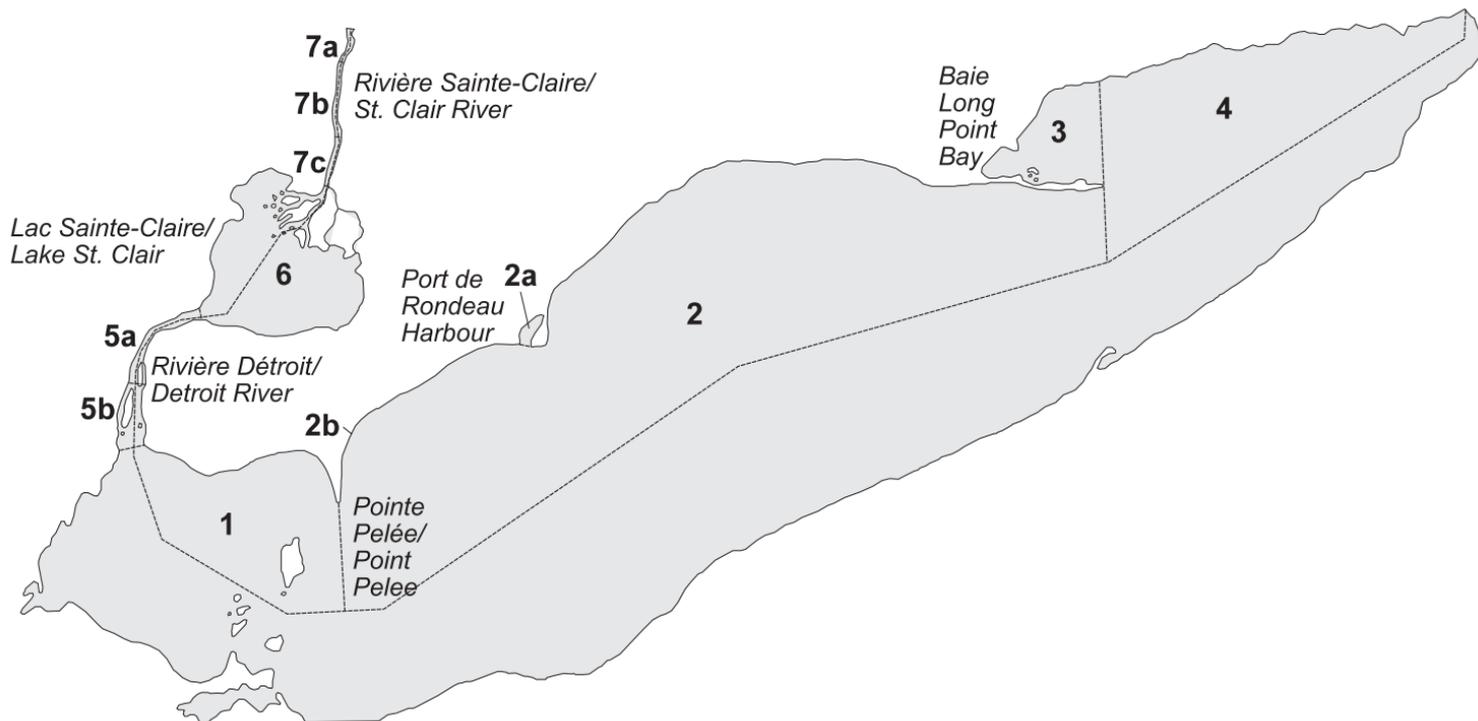 7a
Rivière Sainte-Claire/
St. Clair River
7b
7c
Lac Sainte-Claire/
Lake St. Clair
6
5a
Rivière Détroit/
Detroit River
5b
Port de
Rondeau
Harbour
2a
2b
2
Baie
Long
Point
Bay
3
4
1
Pointe
Pelée/
Point
Pelee